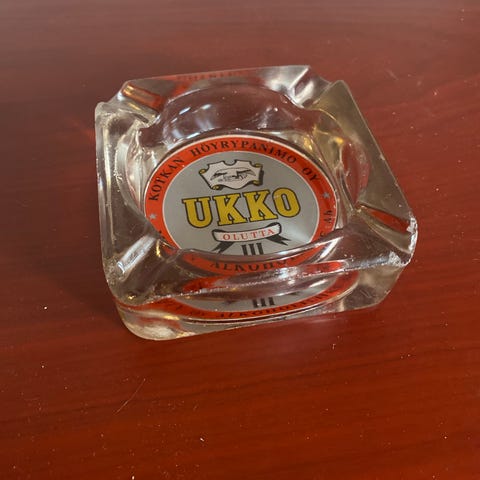 KOTKAN HÖYRYPANIMO OY
UKKO
OLUTTA
III